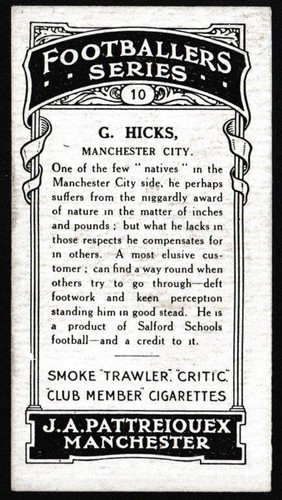 FOOTBALLERS
SERIES
10
G. HICKS,
MANCHESTER CITY.
One of the few "natives" in the
Manchester City side, he perhaps
suffers from the niggardly award
of nature in the matter of inches
and pounds; but what he lacks in
those respects he compensates for
in others. A most elusive cus-
tomer; can find a way round when
others try to go through—deft
footwork and keen perception
standing him in good stead. He is
a product of Salford Schools
football—and a credit to it.
SMOKE "TRAWLER," "CRITIC,"
"CLUB MEMBER" CIGARETTES
J. A. PATTREIOUEX
MANCHESTER